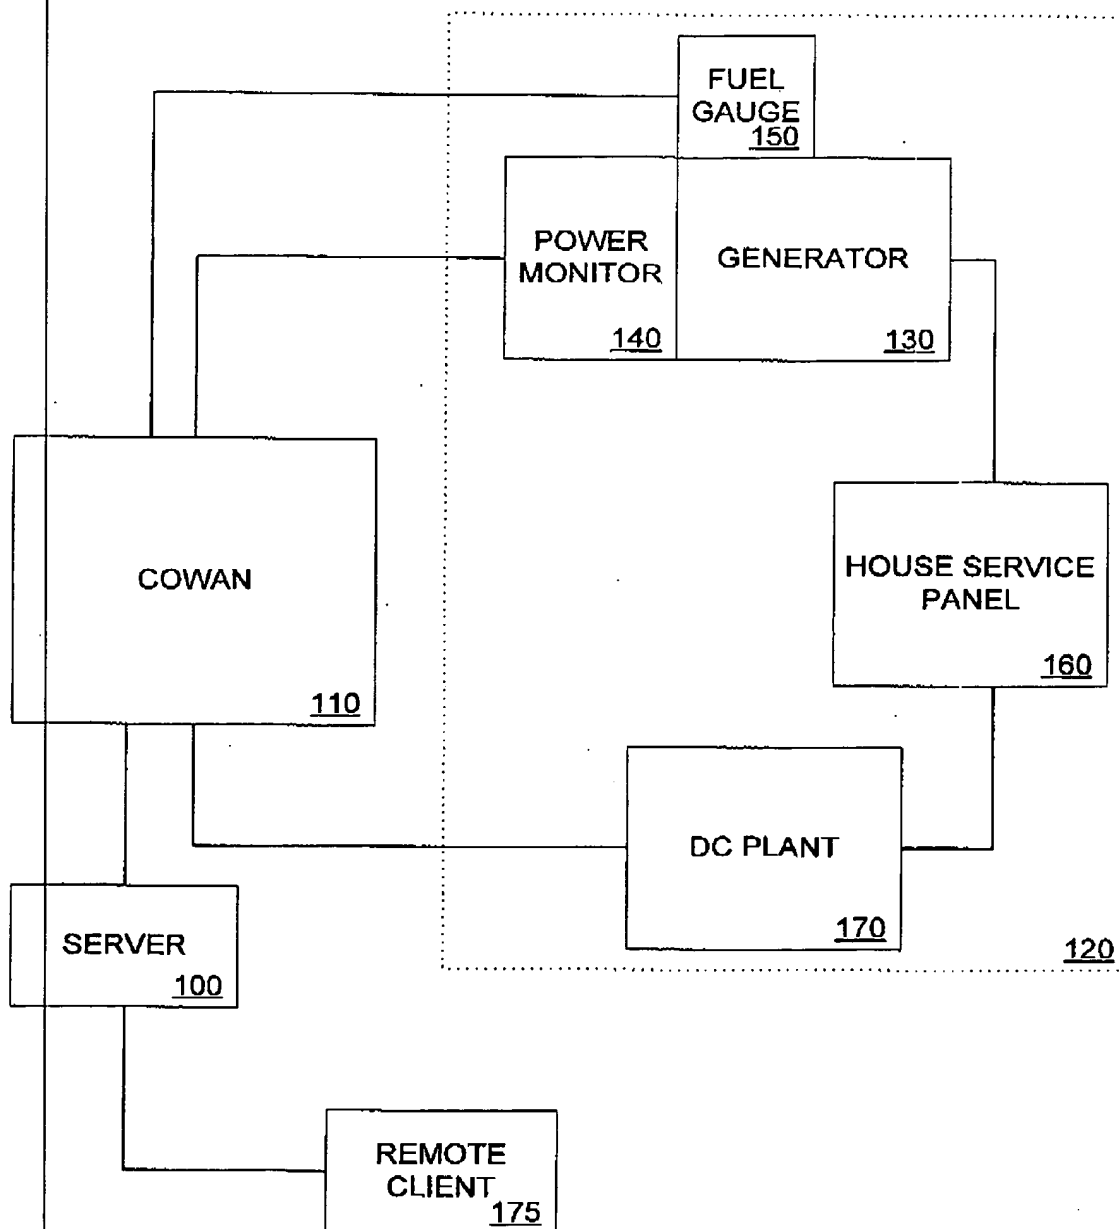 FUEL
GAUGE
150
POWER
MONITOR
140
GENERATOR
130
COWAN
110
HOUSE SERVICE
PANEL
160
DC PLANT
170
120
SERVER
100
REMOTE
CLIENT
175